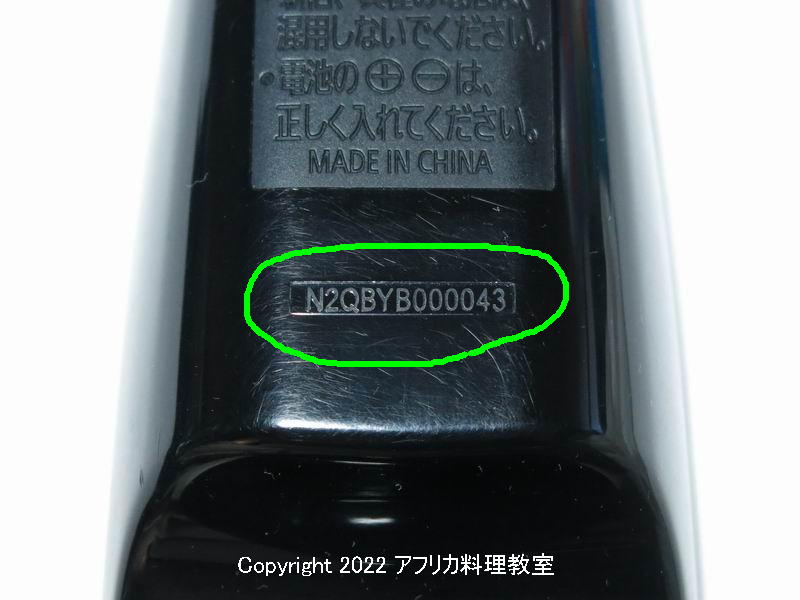 混用しないでください。
•電池の⊕⊖は、
正しく入れてください。
MADE IN CHINA
N2QBYB000043
Copyright 2022 アフリカ料理教室